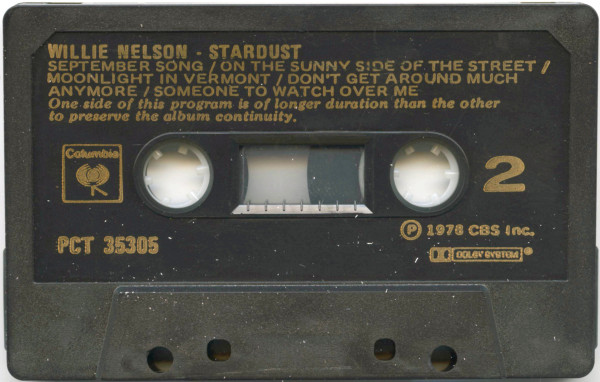 WILLIE NELSON - STARDUST
SEPTEMBER SONG / ON THE SUNNY SIDE OF THE STREET /
MOONLIGHT IN VERMONT / DON'T GET AROUND MUCH
ANYMORE / SOMEONE TO WATCH OVER ME
One side of this program is of longer duration than the other
to preserve the album continuity.
Columbia
2
PCT 35305
℗ 1978 CBS Inc.
DOLBY SYSTEM ®